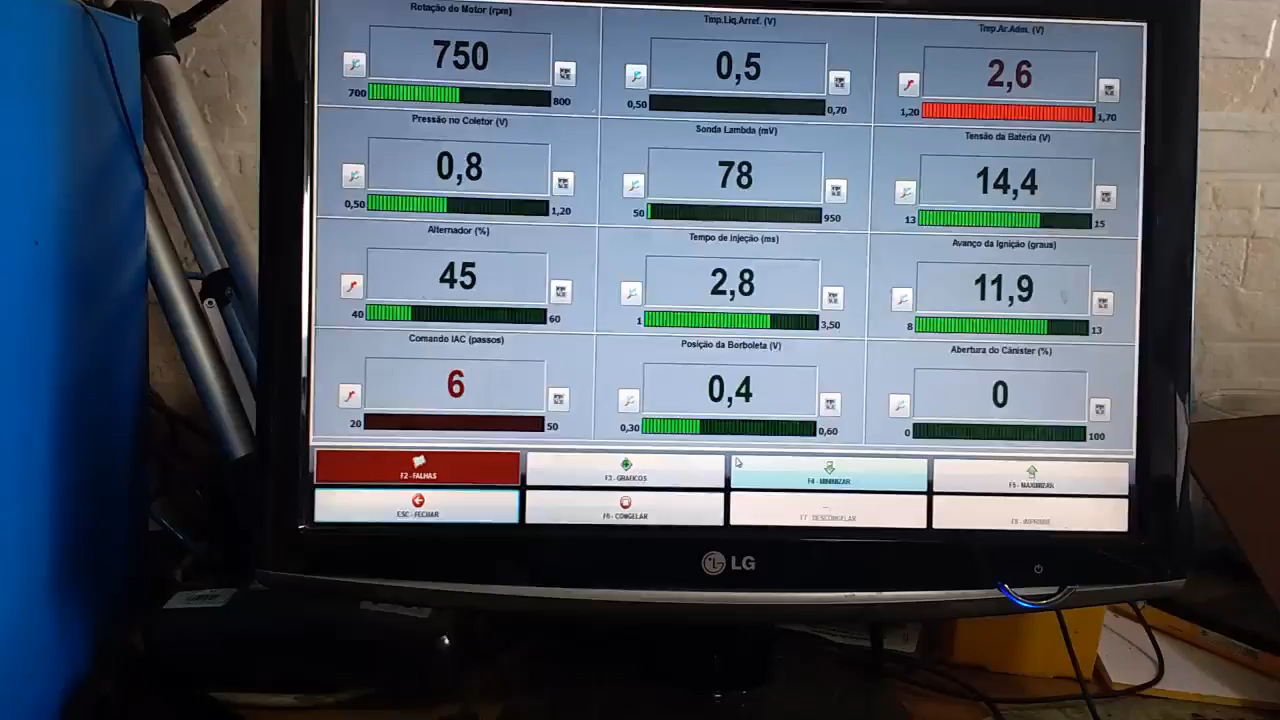 Rotação do Motor (rpm)
750
700
800
Tmp.Liq.Arref. (V)
0,5
0,50
0,70
Tmp.Ar.Adm. (V)
2,6
1,20
1,70
Pressão no Coletor (V)
0,8
0,50
1,20
Sonda Lambda (mV)
78
50
950
Tensão da Bateria (V)
14,4
13
15
Alternador (%)
45
40
60
Tempo de Injeção (ms)
2,8
1
3,50
Avanço da Ignição (graus)
11,9
8
13
Comando IAC (passos)
6
20
50
Posição da Borboleta (V)
0,4
0,30
0,60
Abertura do Cânister (%)
0
0
100
F2 - FALHAS
F3 - GRÁFICOS
F4 - MINIMIZAR
F5 - MAXIMIZAR
ESC - FECHAR
F6 - CONGELAR
F7 - DESCONGELAR
F8 - IMPRIMIR
LG